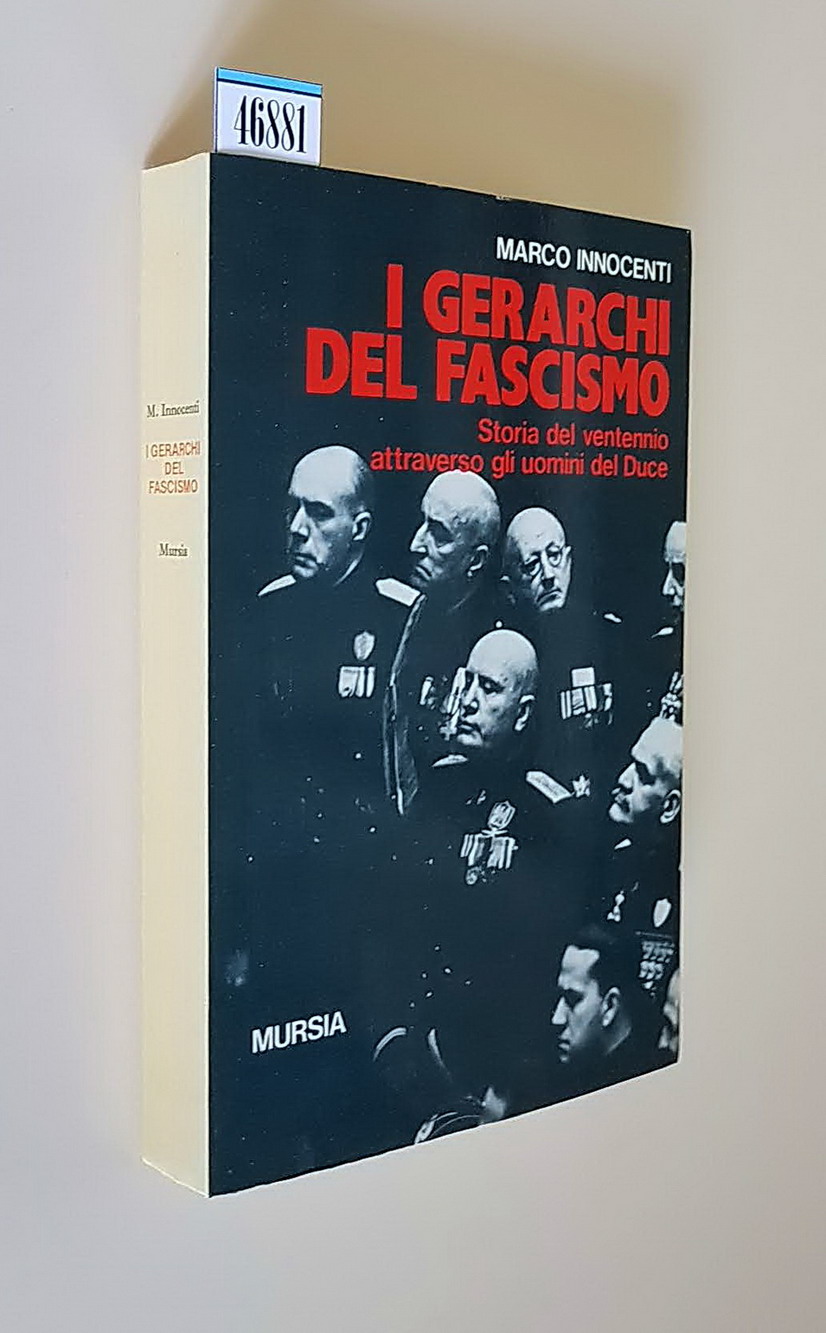 46881
MARCO INNOCENTI
I GERARCHI
DEL FASCISMO
Storia del ventennio
attraverso gli uomini del Duce
MURSIA
M. Innocenti
I GERARCHI
DEL
FASCISMO
Mursia